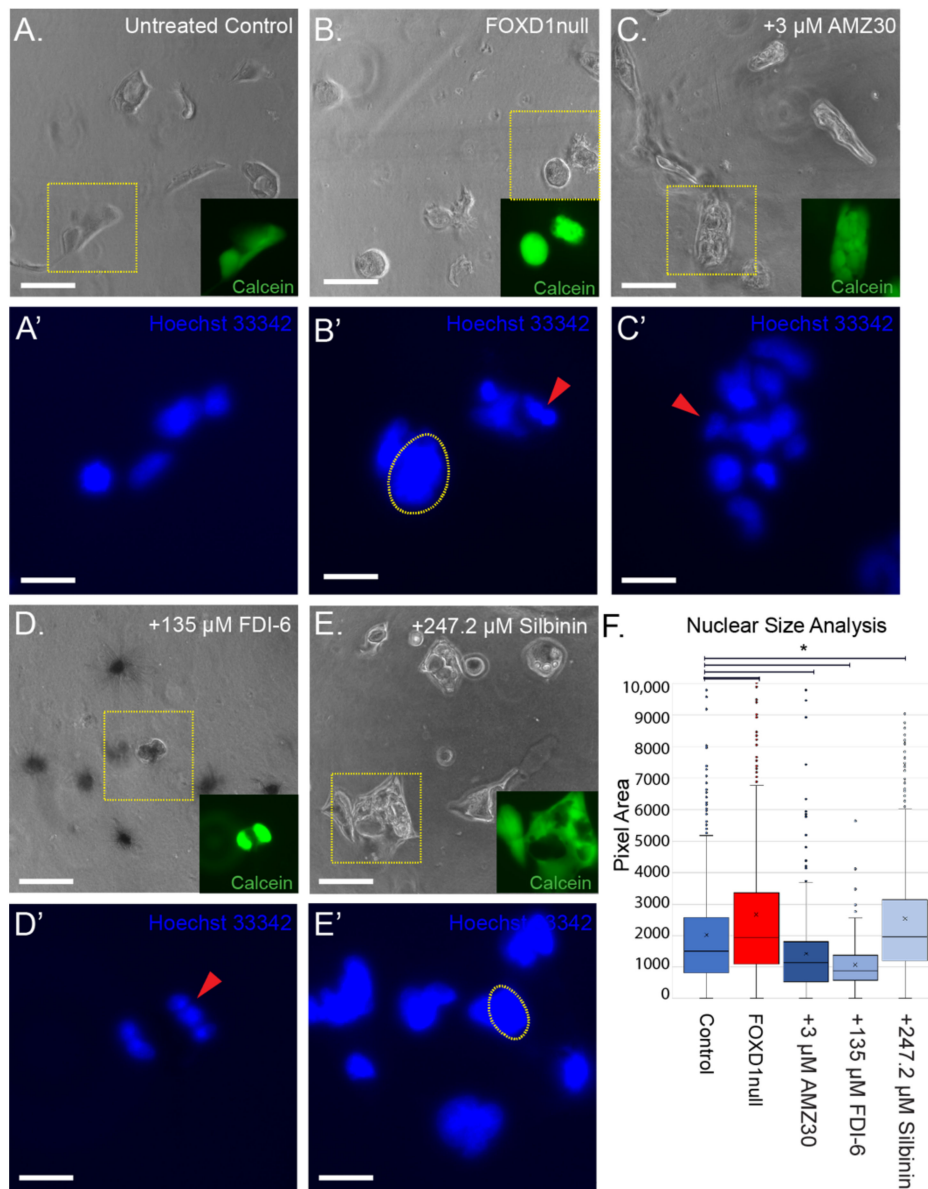 A.
Untreated Control
Calcein
B.
FOXD1null
Calcein
C.
+3 µM AMZ30
Calcein
A'
Hoechst 33342
B'
Hoechst 33342
C'
Hoechst 33342
D.
+135 µM FDI-6
Calcein
E.
+247.2 µM Silbinin
Calcein
D'
Hoechst 33342
E'
Hoechst 33342
F.
Nuclear Size Analysis
*
Pixel Area
10,000
9000
8000
7000
6000
5000
4000
3000
2000
1000
0
Control
FOXD1null
+3 µM AMZ30
+135 µM FDI-6
+247.2 µM Silbinin